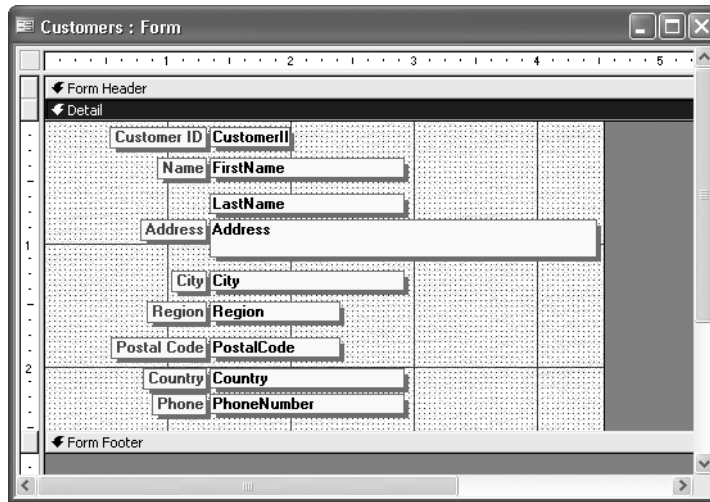 Customers : Form
1 2 3 4 5
Form Header
Detail
Customer ID CustomerII
Name FirstName
LastName
Address Address
1
City City
Region Region
Postal Code PostalCode
2
Country Country
Phone PhoneNumber
Form Footer